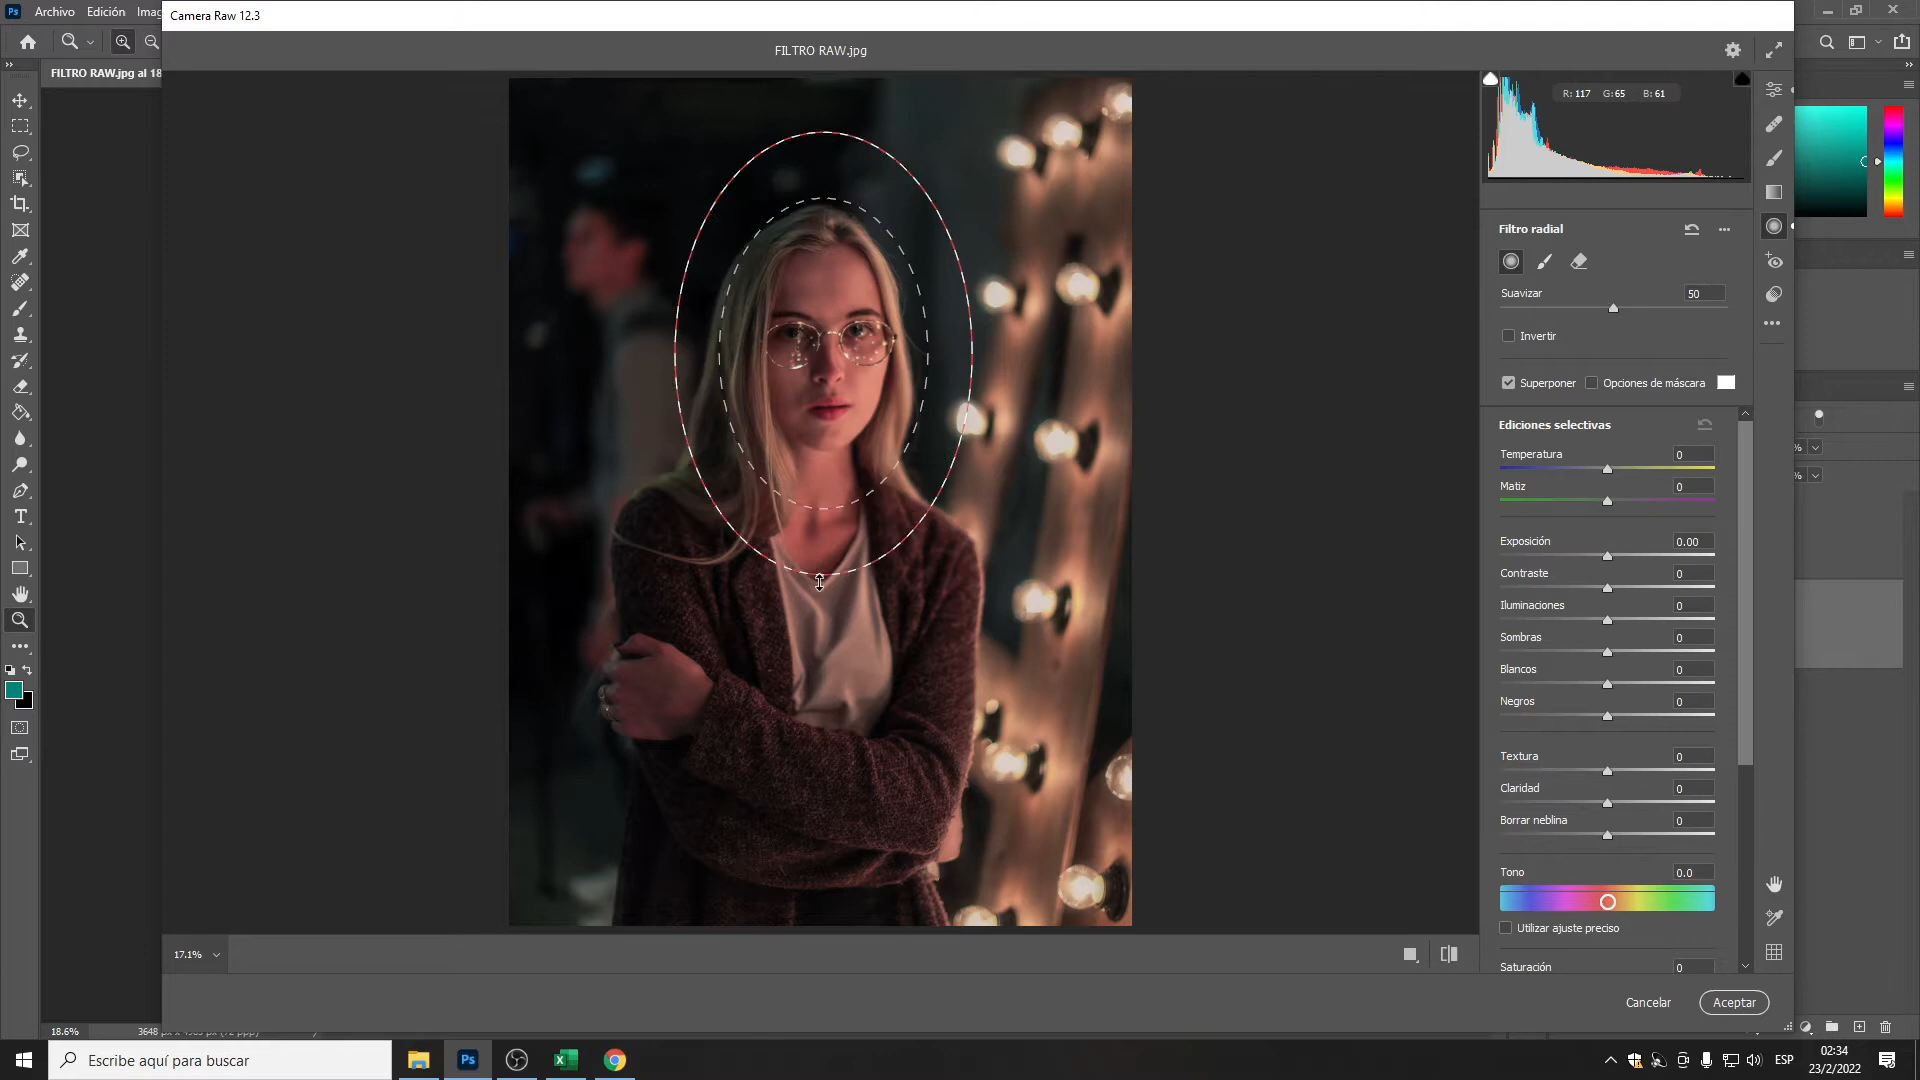 Ps Archivo Edición Imag
Camera Raw 12.3
FILTRO RAW.jpg
FILTRO RAW.jpg al 18
R: 117 G: 65 B: 61
Filtro radial
Suavizar 50
Invertir
Superponer Opciones de máscara
Ediciones selectivas
Temperatura 0
Matiz 0
Exposición 0.00
Contraste 0
Iluminaciones 0
Sombras 0
Blancos 0
Negros 0
Textura 0
Claridad 0
Borrar neblina 0
Tono 0.0
Utilizar ajuste preciso
Saturación 0
17.1%
Cancelar Aceptar
18.6%
Escribe aquí para buscar
Ps
ESP
02:34
23/2/2022